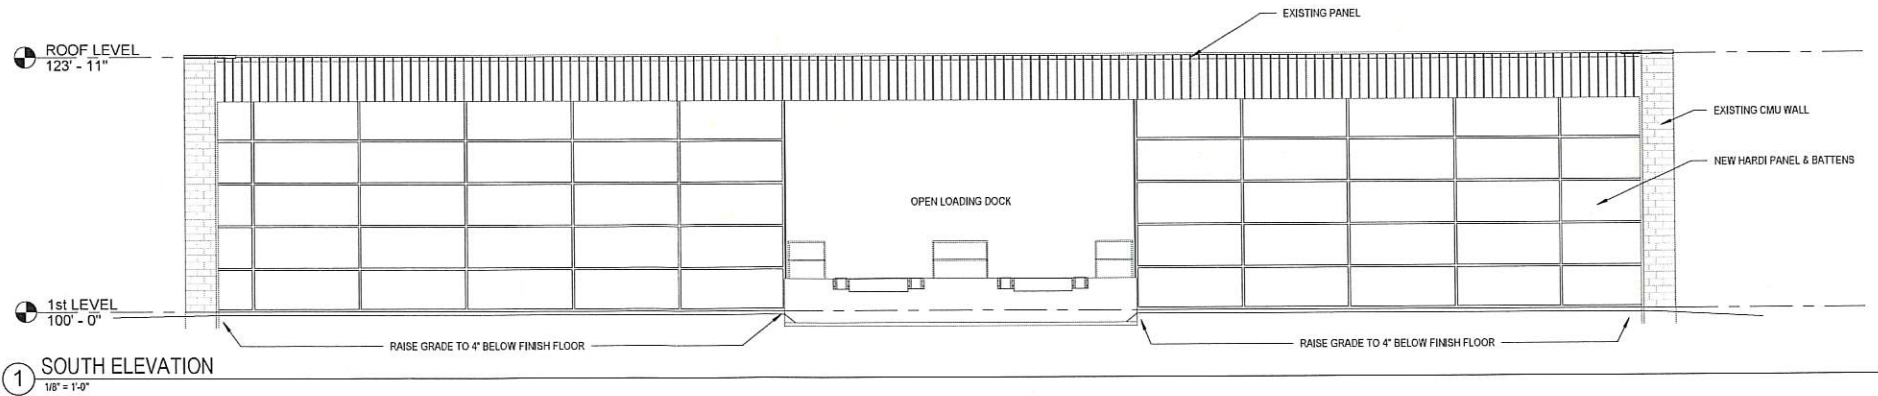 EXISTING PANEL
ROOF LEVEL
123' - 11"
EXISTING CMU WALL
NEW HARDI PANEL & BATTENS
OPEN LOADING DOCK
1st LEVEL
100' - 0"
RAISE GRADE TO 4" BELOW FINISH FLOOR
RAISE GRADE TO 4" BELOW FINISH FLOOR
1
SOUTH ELEVATION
1/8" = 1'-0"